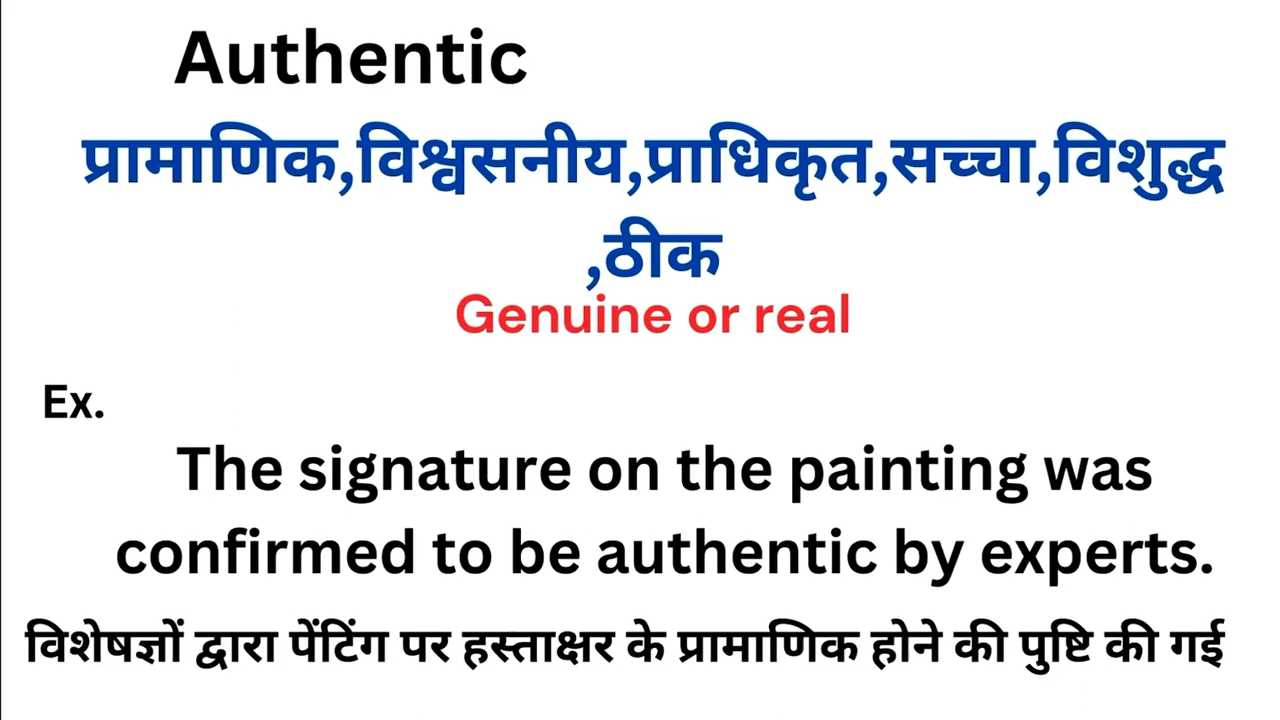 Authentic
प्रामाणिक,विश्वसनीय,प्राधिकृत,सच्चा,विशुद्ध
,ठीक
Genuine or real
Ex.
The signature on the painting was
confirmed to be authentic by experts.
विशेषज्ञों द्वारा पेंटिंग पर हस्ताक्षर के प्रामाणिक होने की पुष्टि की गई